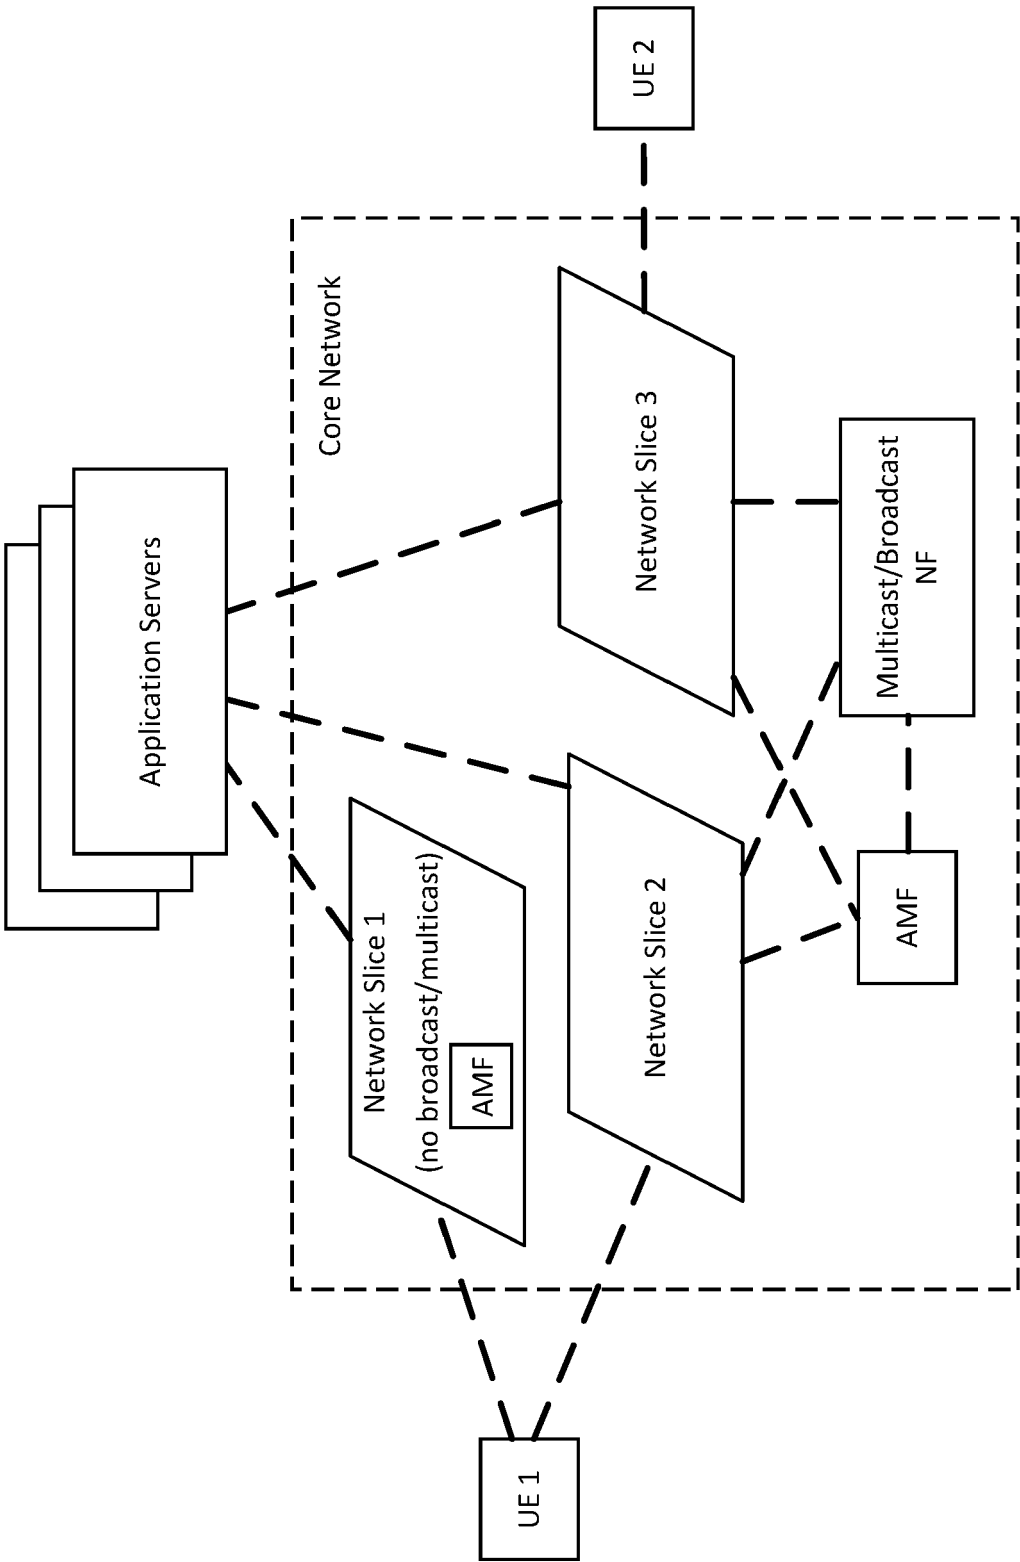 Application Servers
Core Network
Network Slice 1
(no broadcast/multicast)
AMF
UE 1
Network Slice 2
Network Slice 3
UE 2
AMF
Multicast/Broadcast
NF